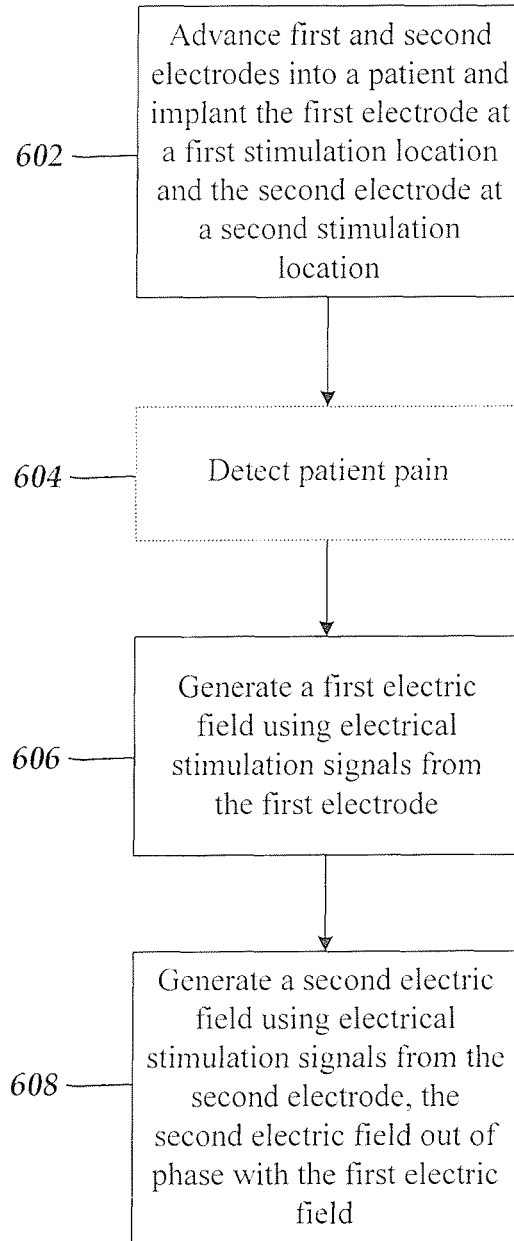 Advance first and second
electrodes into a patient and
implant the first electrode at
a first stimulation location
and the second electrode at
a second stimulation
location
602
Detect patient pain
604
Generate a first electric
field using electrical
stimulation signals from
the first electrode
606
Generate a second electric
field using electrical
stimulation signals from the
second electrode, the
second electric field out of
phase with the first electric
field
608